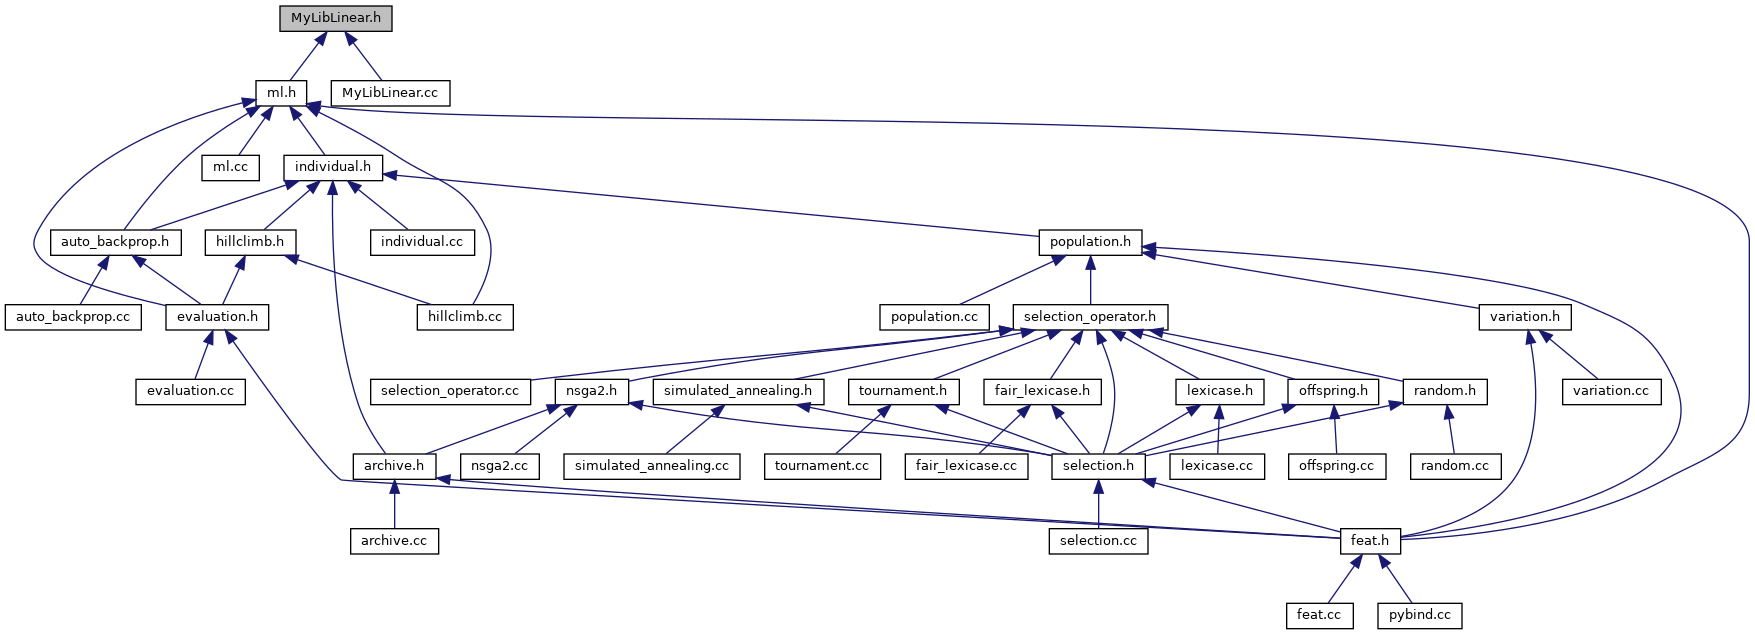 MyLibLinear.h
ml.h
MyLibLinear.cc
ml.cc
individual.h
auto_backprop.h
hillclimb.h
individual.cc
population.h
auto_backprop.cc
evaluation.h
hillclimb.cc
population.cc
selection_operator.h
variation.h
evaluation.cc
selection_operator.cc
nsga2.h
simulated_annealing.h
tournament.h
fair_lexicase.h
lexicase.h
offspring.h
random.h
variation.cc
archive.h
nsga2.cc
simulated_annealing.cc
tournament.cc
fair_lexicase.cc
selection.h
lexicase.cc
offspring.cc
random.cc
archive.cc
selection.cc
feat.h
feat.cc
pybind.cc